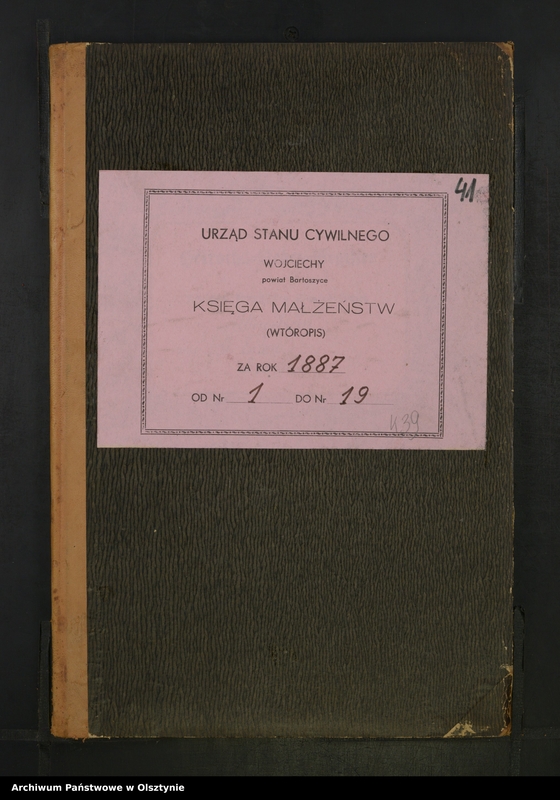 41
URZĄD STANU CYWILNEGO
WOJCIECHY
powiat Bartoszyce
KSIĘGA MAŁŻEŃSTW
(WTÓROPIS)
ZA ROK 1887
OD Nr 1 DO Nr 19
439
Archiwum Państwowe w Olsztynie